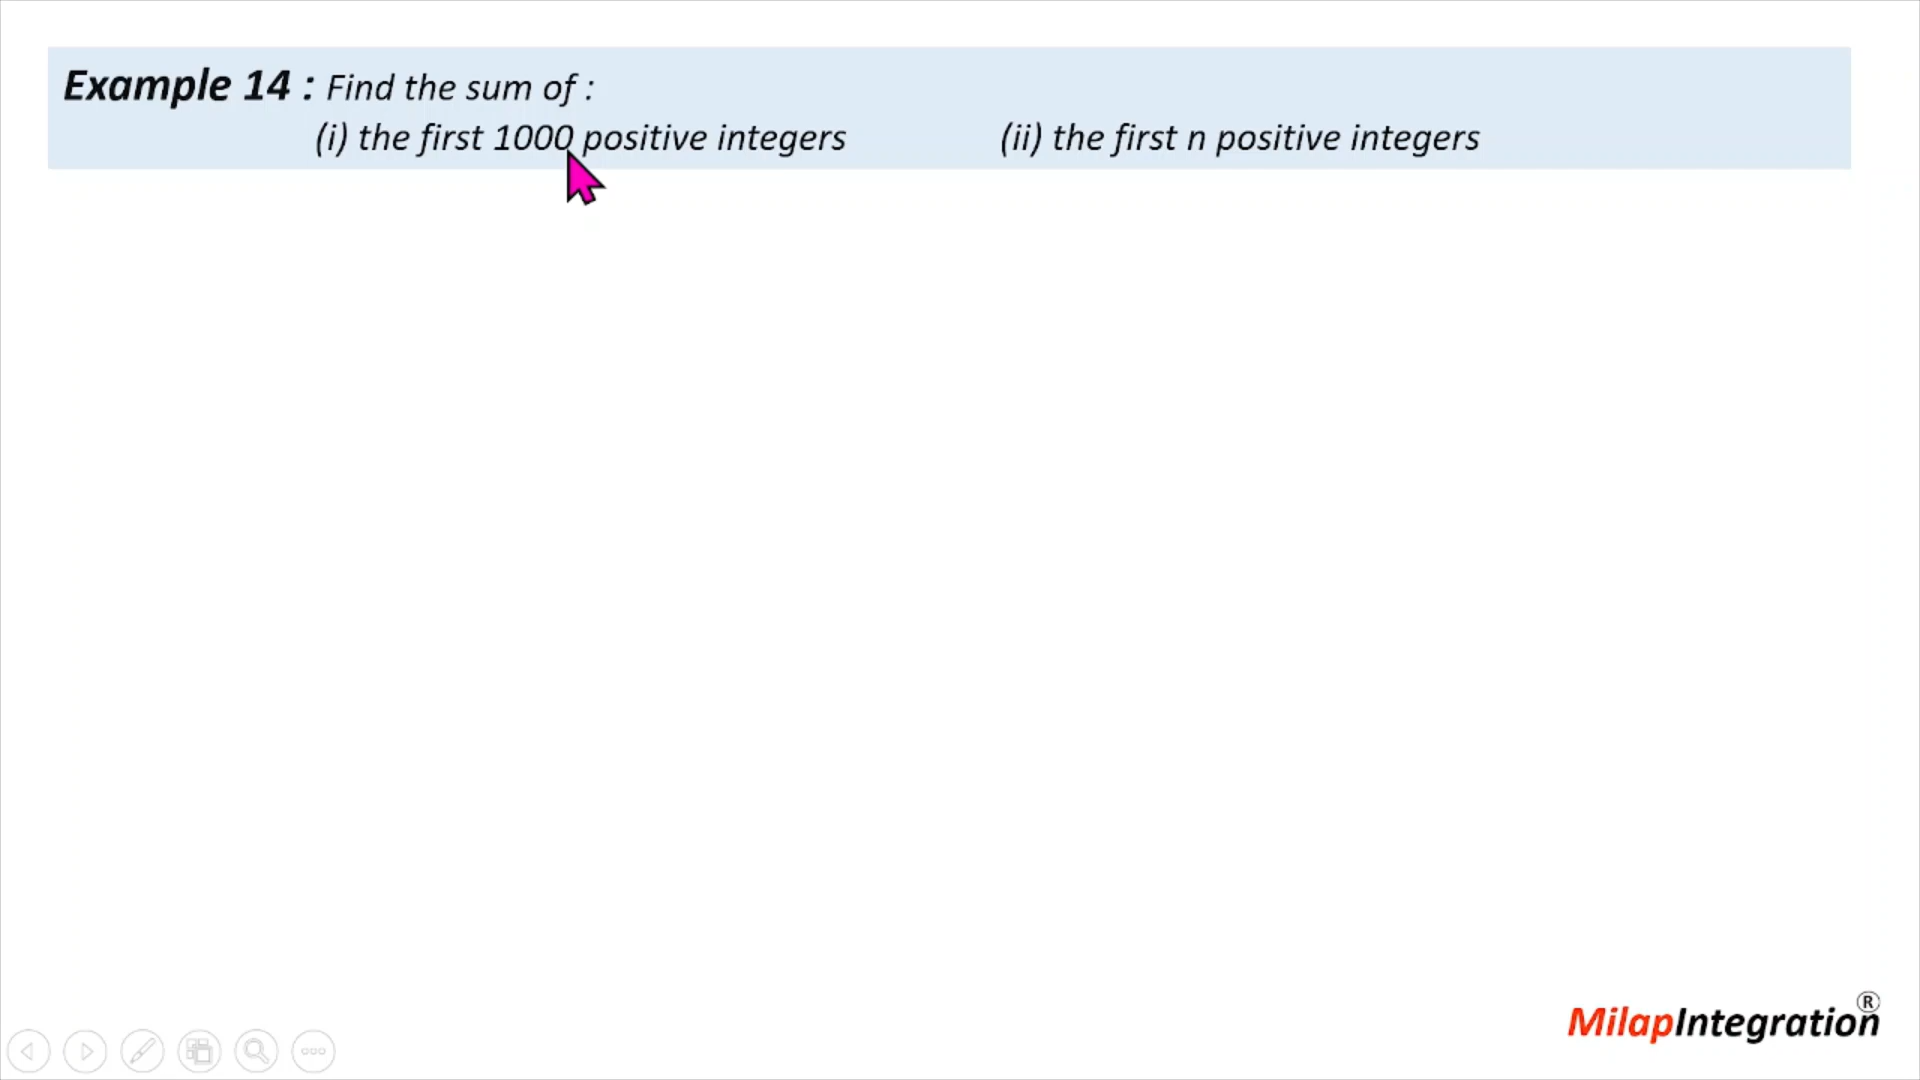 Example 14 : Find the sum of :
(i) the first 1000 positive integers (ii) the first n positive integers
MilapIntegration®